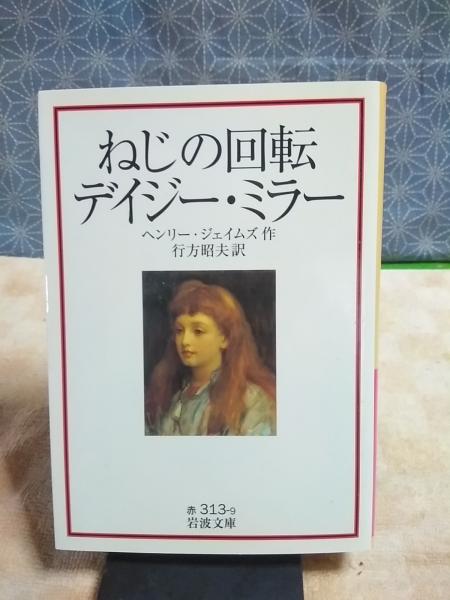 ねじの回転
デイジー・ミラー
ヘンリー・ジェイムズ 作
行方昭夫訳
赤 313-9
岩波文庫